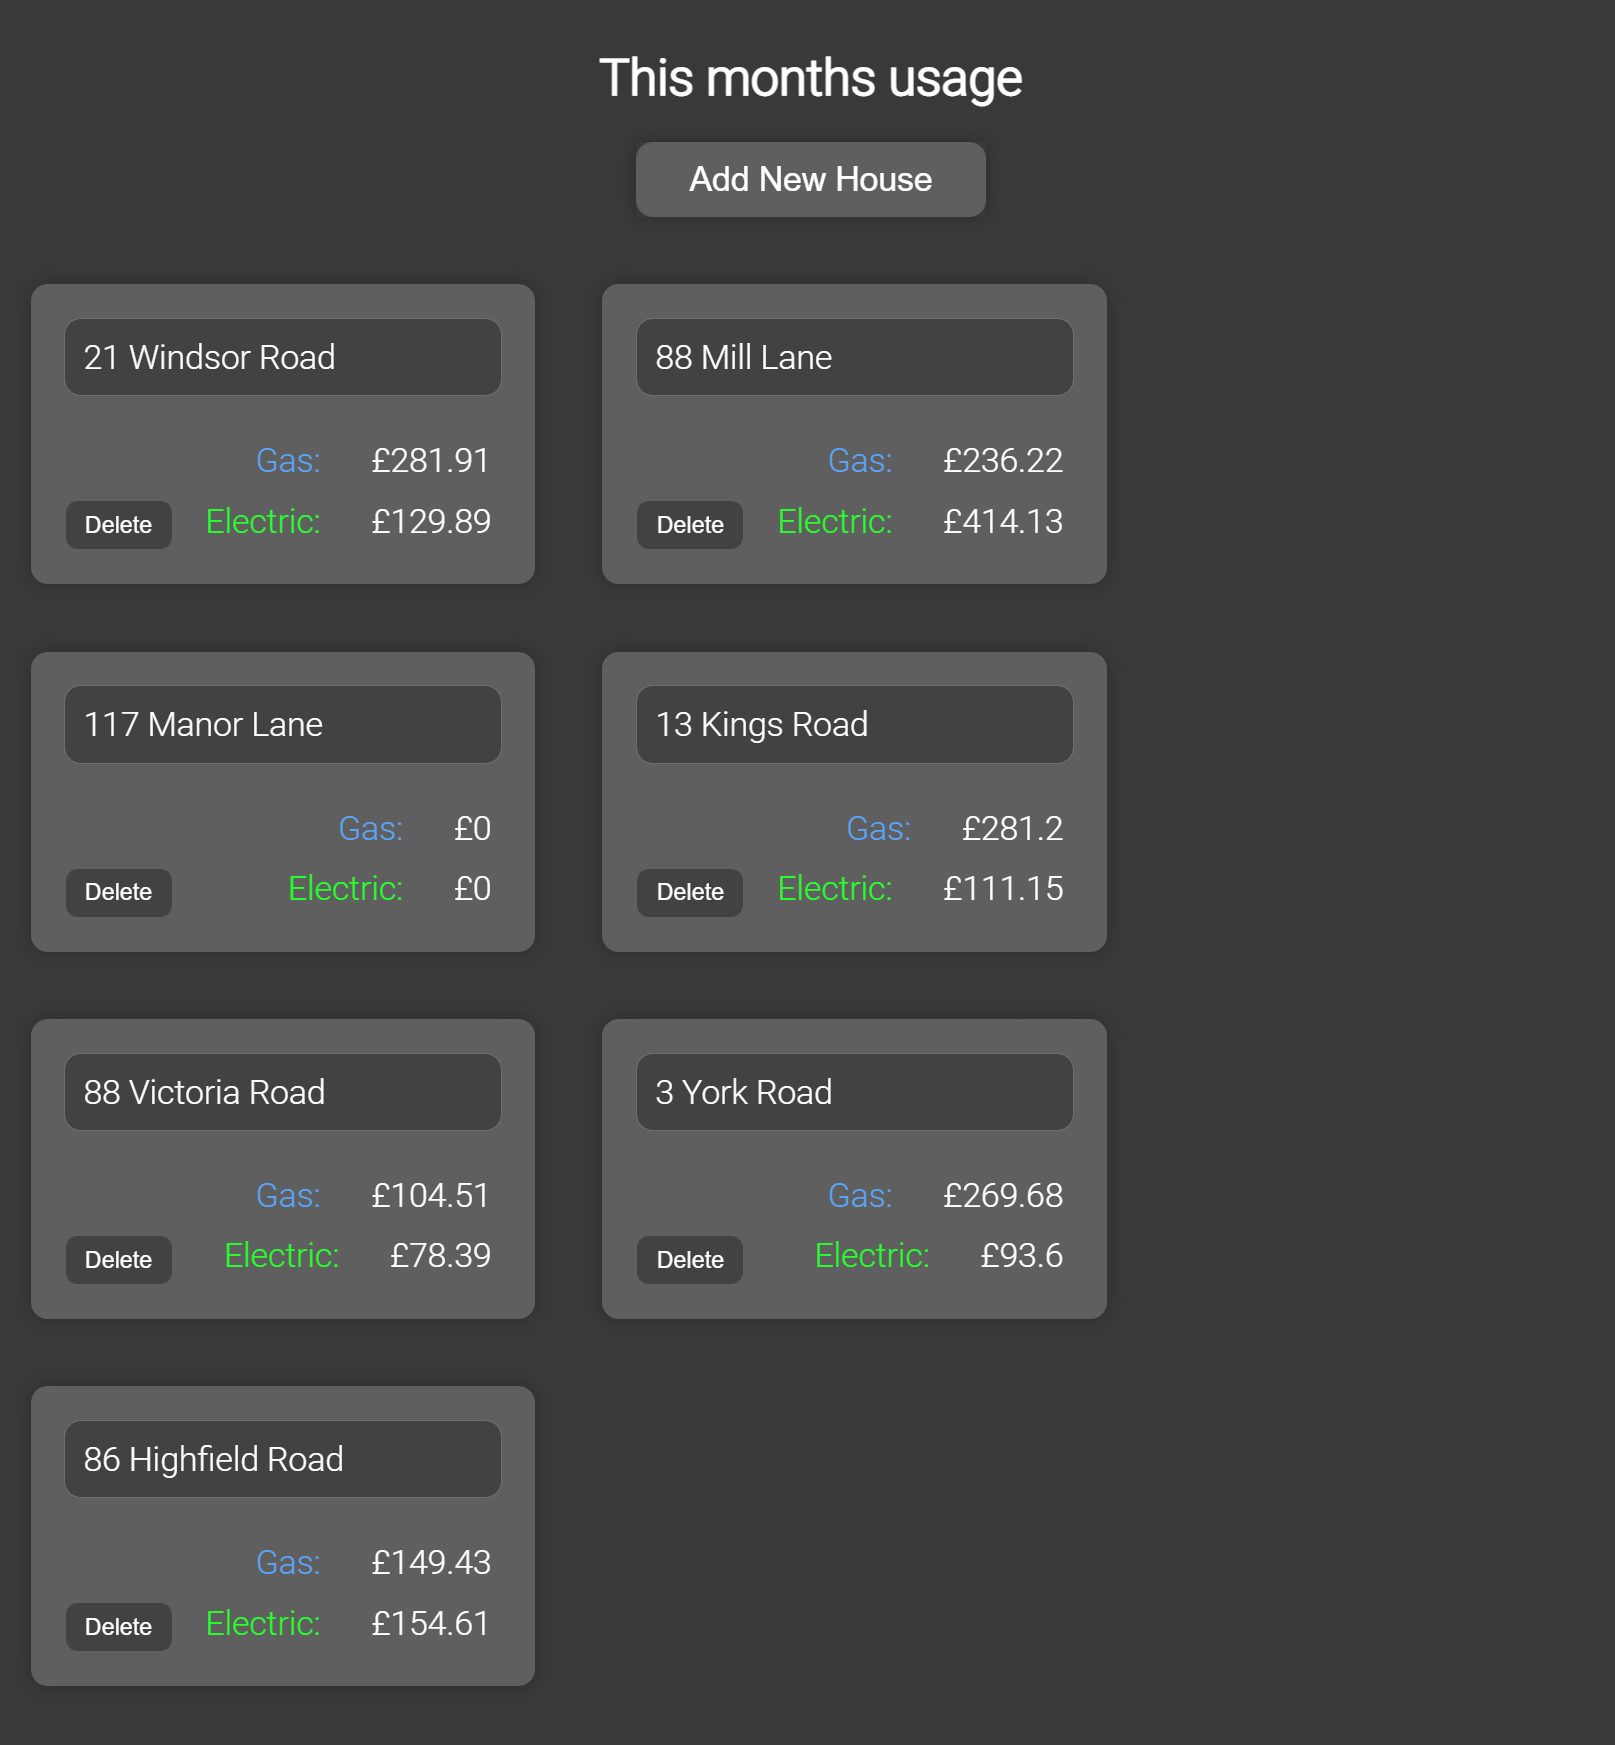 This months usage
Add New House
21 Windsor Road
Gas: £281.91
Delete Electric: £129.89
88 Mill Lane
Gas: £236.22
Delete Electric: £414.13
117 Manor Lane
Gas: £0
Delete Electric: £0
13 Kings Road
Gas: £281.2
Delete Electric: £111.15
88 Victoria Road
Gas: £104.51
Delete Electric: £78.39
3 York Road
Gas: £269.68
Delete Electric: £93.6
86 Highfield Road
Gas: £149.43
Delete Electric: £154.61